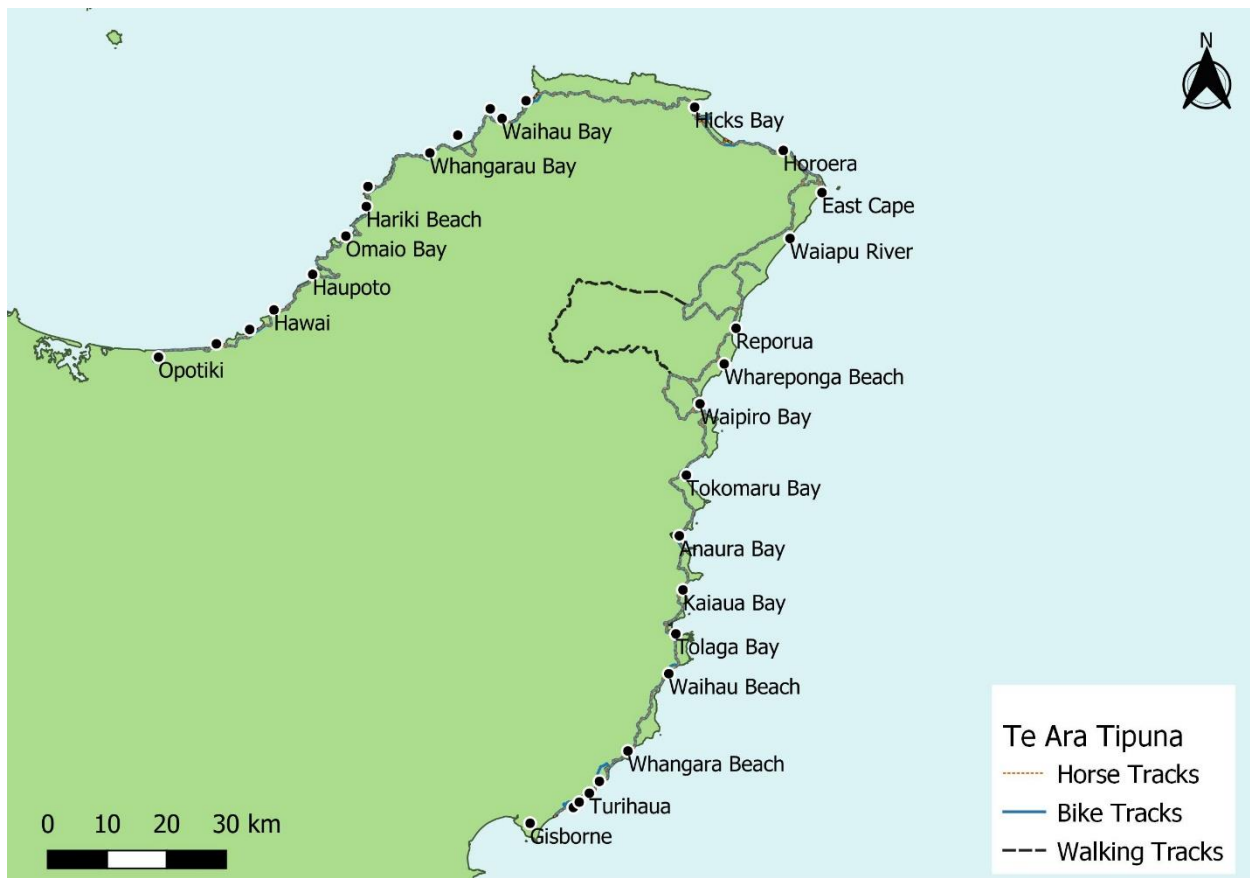 N
Hicks Bay
Waihau Bay
Horoera
Whangarau Bay
East Cape
Hariki Beach
Omaio Bay
Waiapu River
Haupoto
Hawai
Reporua
Opotiki
Whareponga Beach
Waipiro Bay
Tokomaru Bay
Anaura Bay
Kaiaua Bay
Tolaga Bay
Waihau Beach
Whangara Beach
Turihaua
Gisborne
0 10 20 30 km
Te Ara Tipuna
Horse Tracks
Bike Tracks
Walking Tracks